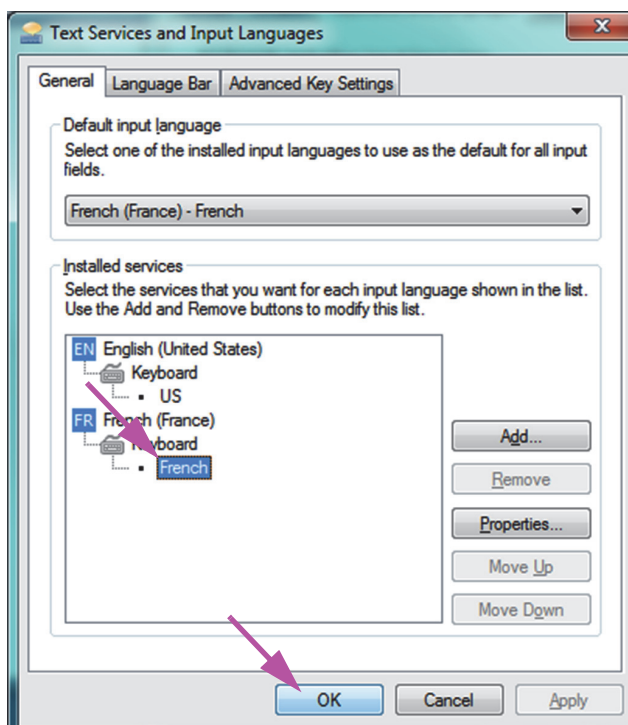 Text Services and Input Languages
General
Language Bar
Advanced Key Settings
Default input language
Select one of the installed input languages to use as the default for all input
fields.
French (France) - French
Installed services
Select the services that you want for each input language shown in the list.
Use the Add and Remove buttons to modify this list.
EN English (United States)
Keyboard
US
FR French (France)
Keyboard
French
Add...
Remove
Properties...
Move Up
Move Down
OK
Cancel
Apply